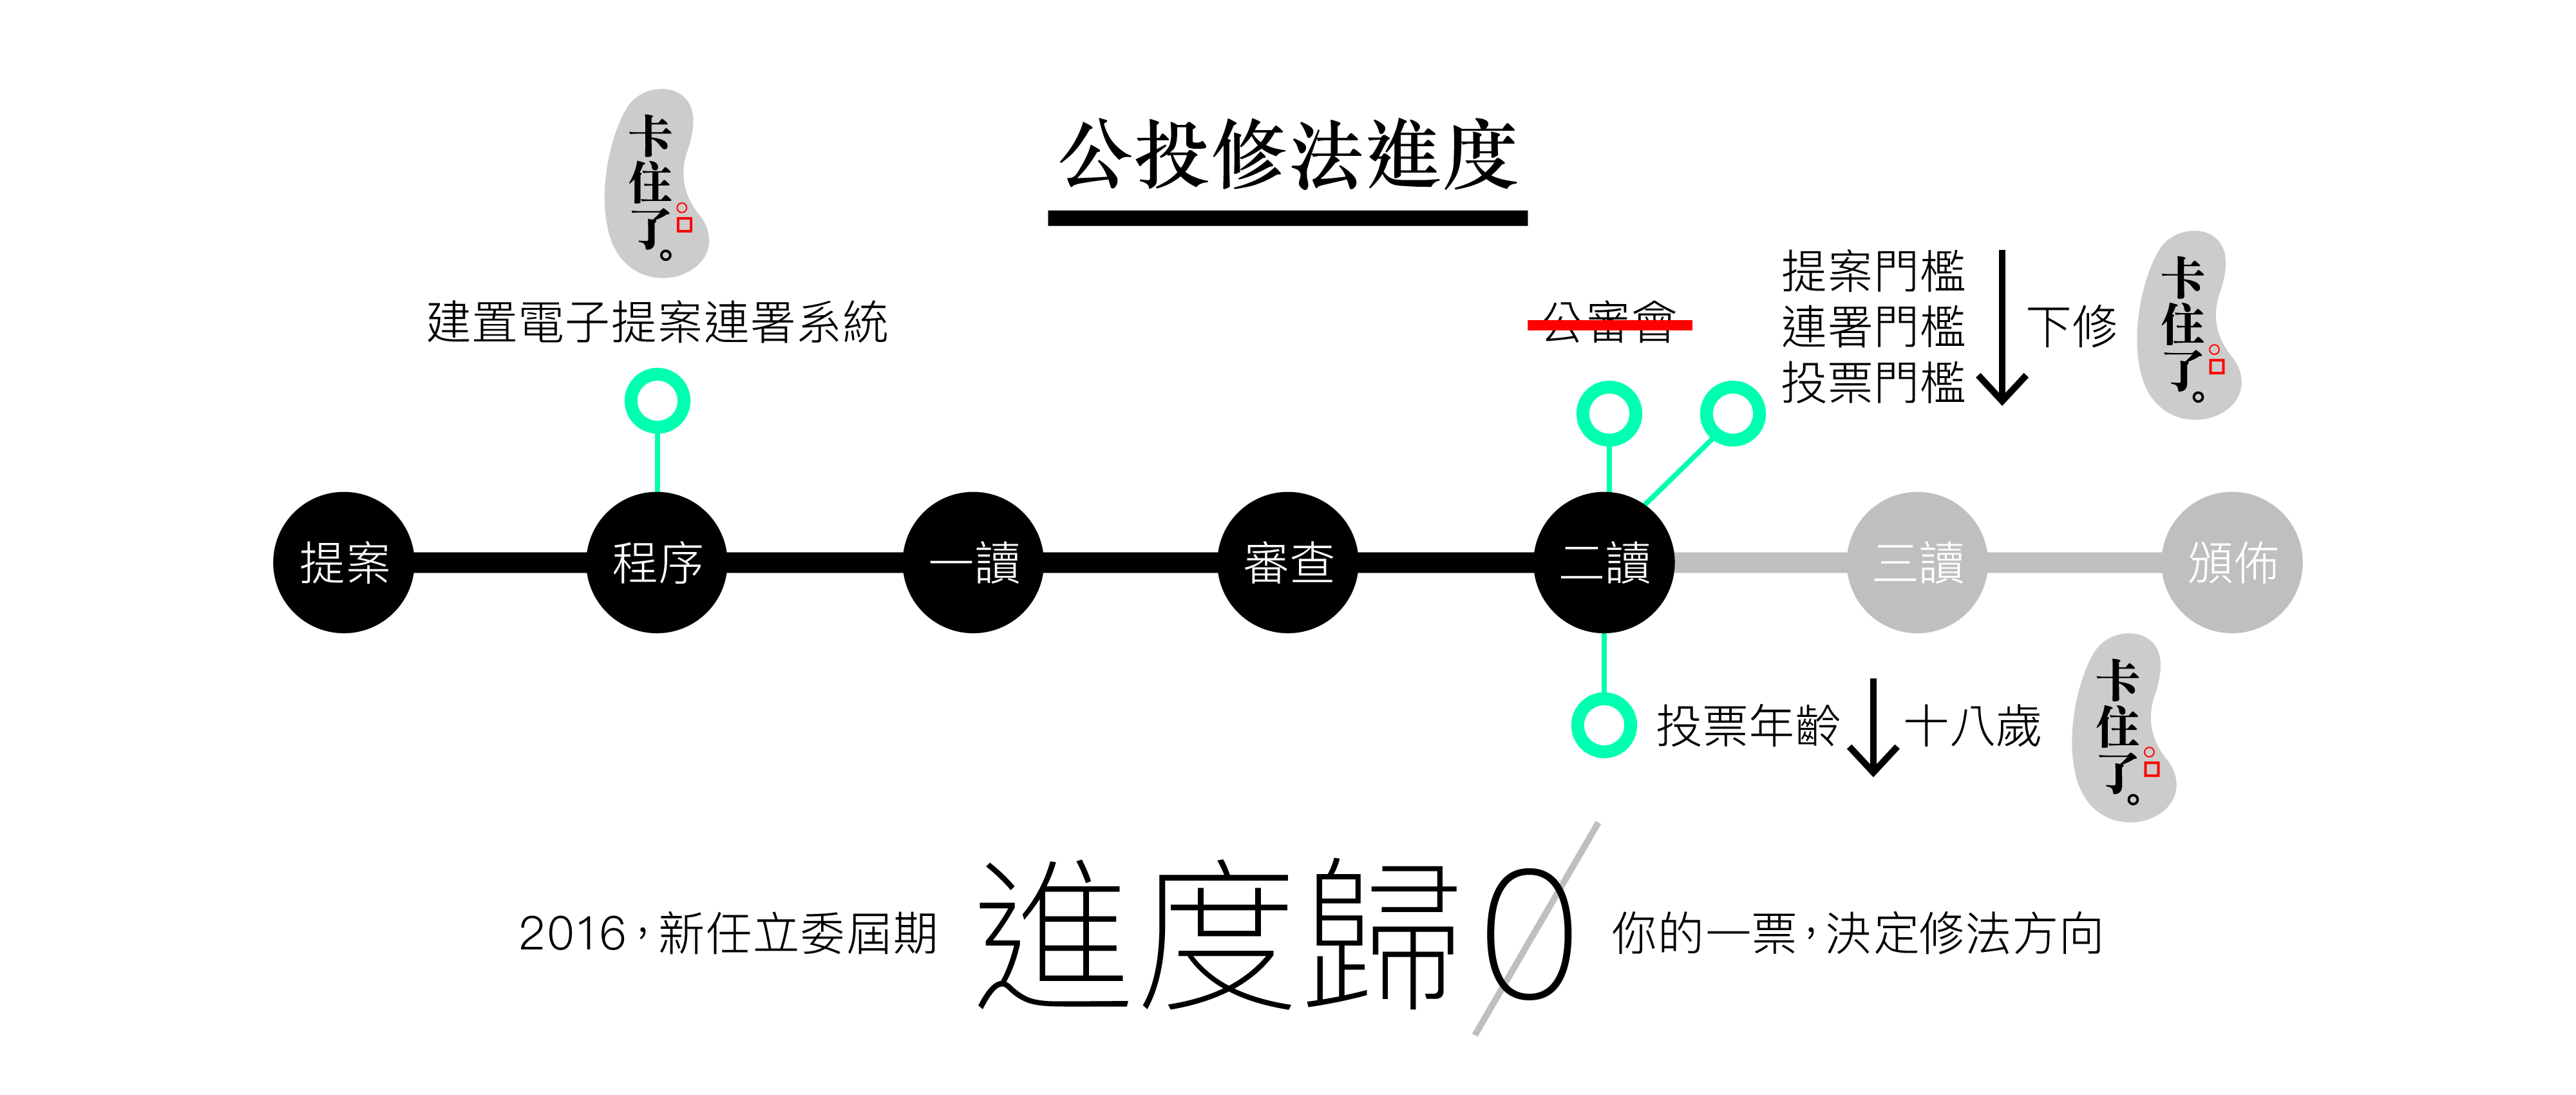 公投修法進度
卡住了。
建置電子提案連署系統
公審會
提案門檻
連署門檻
投票門檻
下修
卡住了。
提案
程序
一讀
審查
二讀
三讀
頒佈
投票年齡
十八歲
卡住了。
2016，新任立委屆期
進度歸0
你的一票，決定修法方向